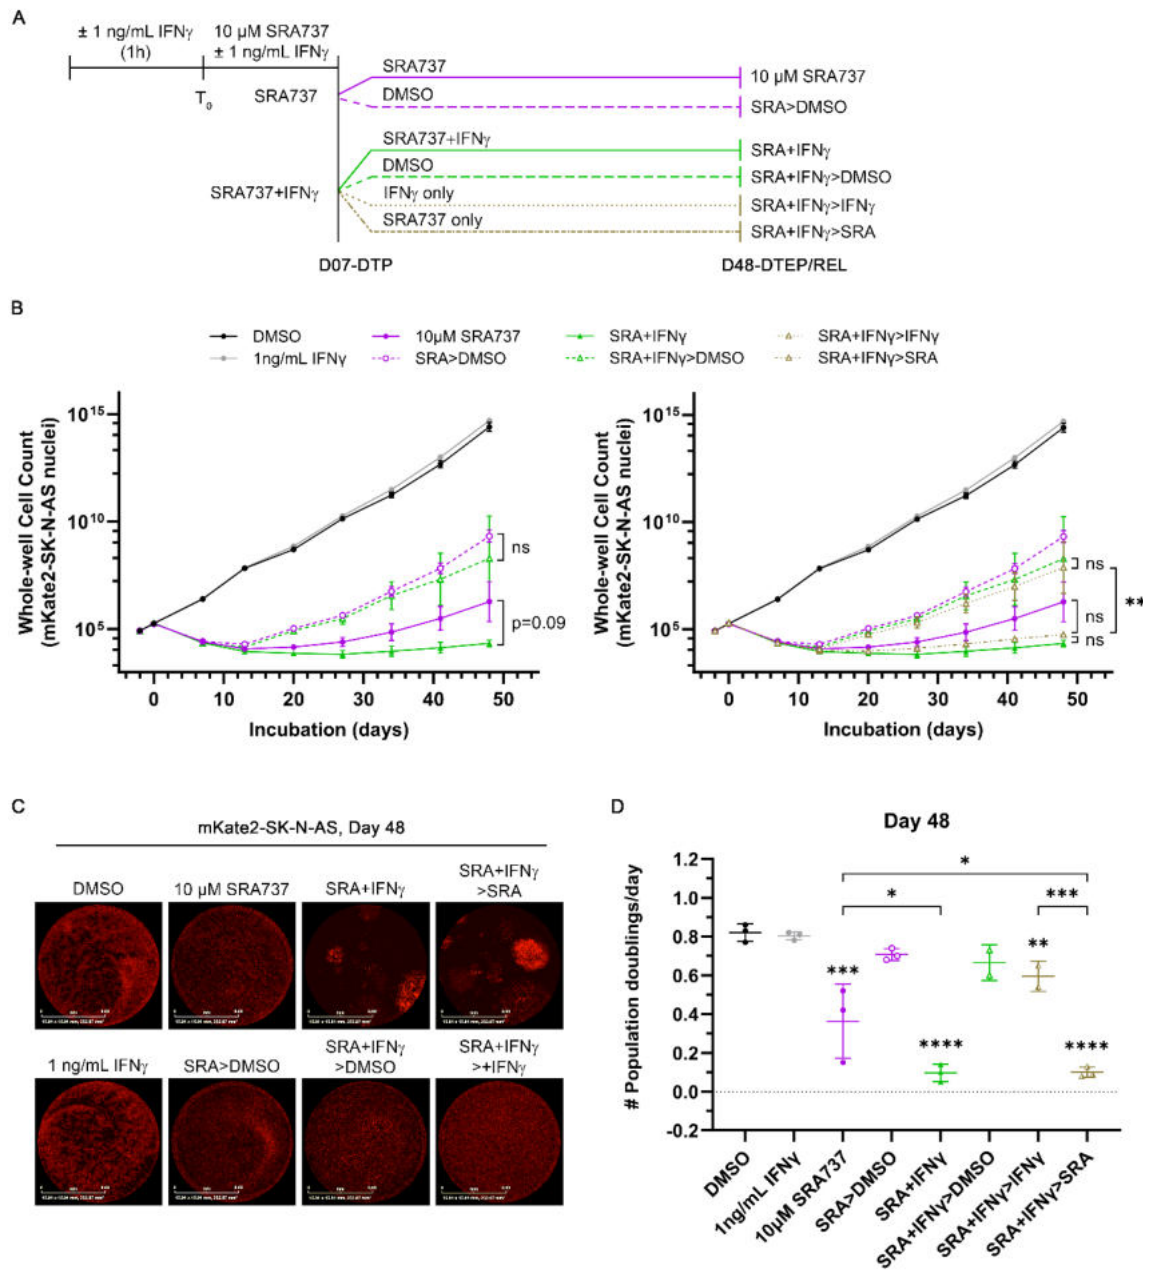 A
± 1 ng/mL IFNγ
(1h)
10 µM SRA737
± 1 ng/mL IFNγ
T0
SRA737
SRA737
DMSO
10 µM SRA737
SRA>DMSO
SRA737+IFNγ
SRA737+IFNγ
DMSO
IFNγ only
SRA737 only
SRA+IFNγ
SRA+IFNγ>DMSO
SRA+IFNγ>IFNγ
SRA+IFNγ>SRA
D07-DTP
D48-DTEP/REL
B
DMSO
10µM SRA737
SRA+IFNγ
SRA+IFNγ>IFNγ
1ng/mL IFNγ
SRA>DMSO
SRA+IFNγ>DMSO
SRA+IFNγ>SRA
Whole-well Cell Count
(mKate2-SK-N-AS nuclei)
10^15
10^10
10^5
0 10 20 30 40 50
Incubation (days)
ns
p=0.09
Whole-well Cell Count
(mKate2-SK-N-AS nuclei)
10^15
10^10
10^5
0 10 20 30 40 50
Incubation (days)
ns
ns
ns
**
C
mKate2-SK-N-AS, Day 48
DMSO
10 µM SRA737
SRA+IFNγ
SRA+IFNγ
>SRA
1 ng/mL IFNγ
SRA>DMSO
SRA+IFNγ
>DMSO
SRA+IFNγ
>+IFNγ
D
Day 48
# Population doublings/day
1.2
1.0
0.8
0.6
0.4
0.2
0.0
-0.2
*
*
***
**
***
****
****
DMSO
1ng/mL IFNγ
10µM SRA737
SRA>DMSO
SRA+IFNγ
SRA+IFNγ>DMSO
SRA+IFNγ>IFNγ
SRA+IFNγ>SRA